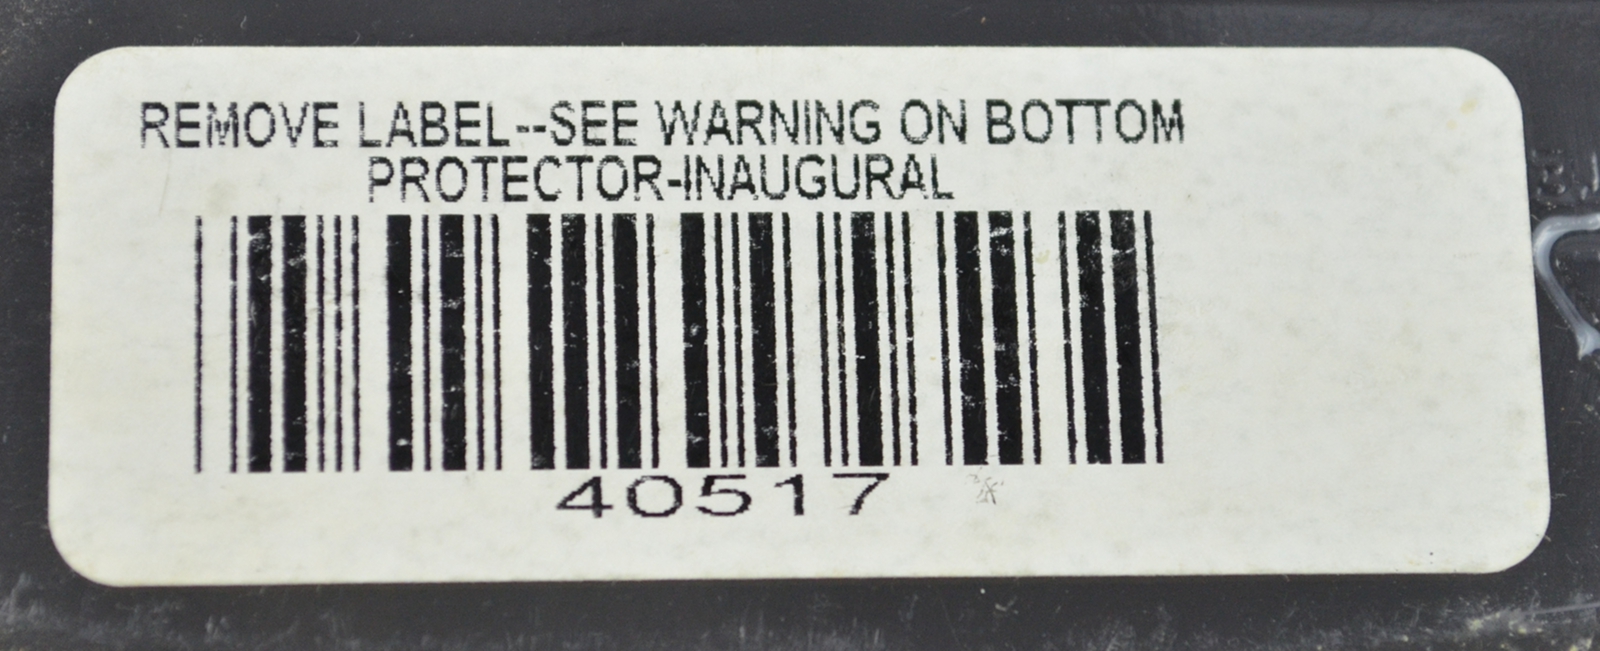 REMOVE LABEL--SEE WARNING ON BOTTOM
PROTECTOR-INAUGURAL
40517